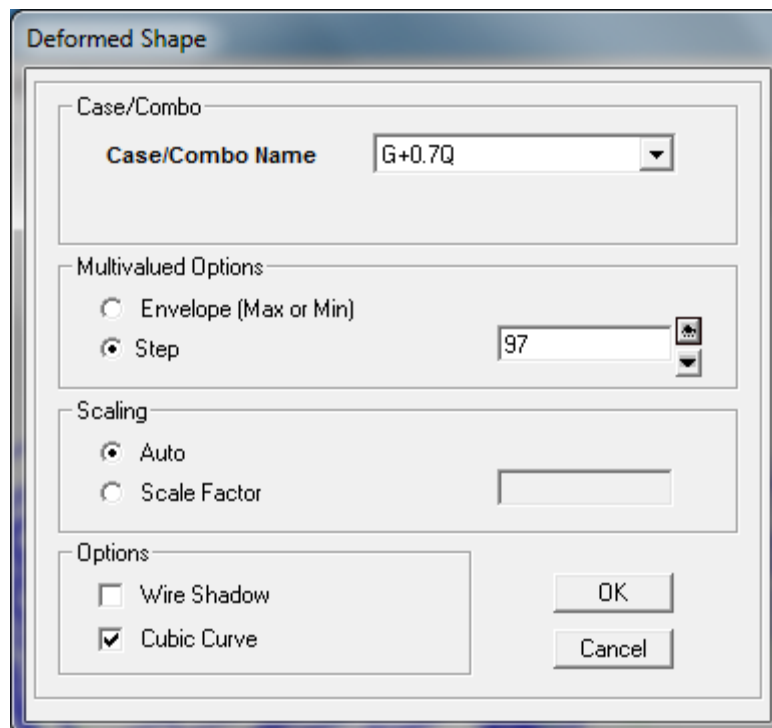 Deformed Shape
Case/Combo
Case/Combo Name G+0.7Q
Multivalued Options
Envelope (Max or Min)
Step 97
Scaling
Auto
Scale Factor
Options
Wire Shadow
Cubic Curve
OK
Cancel